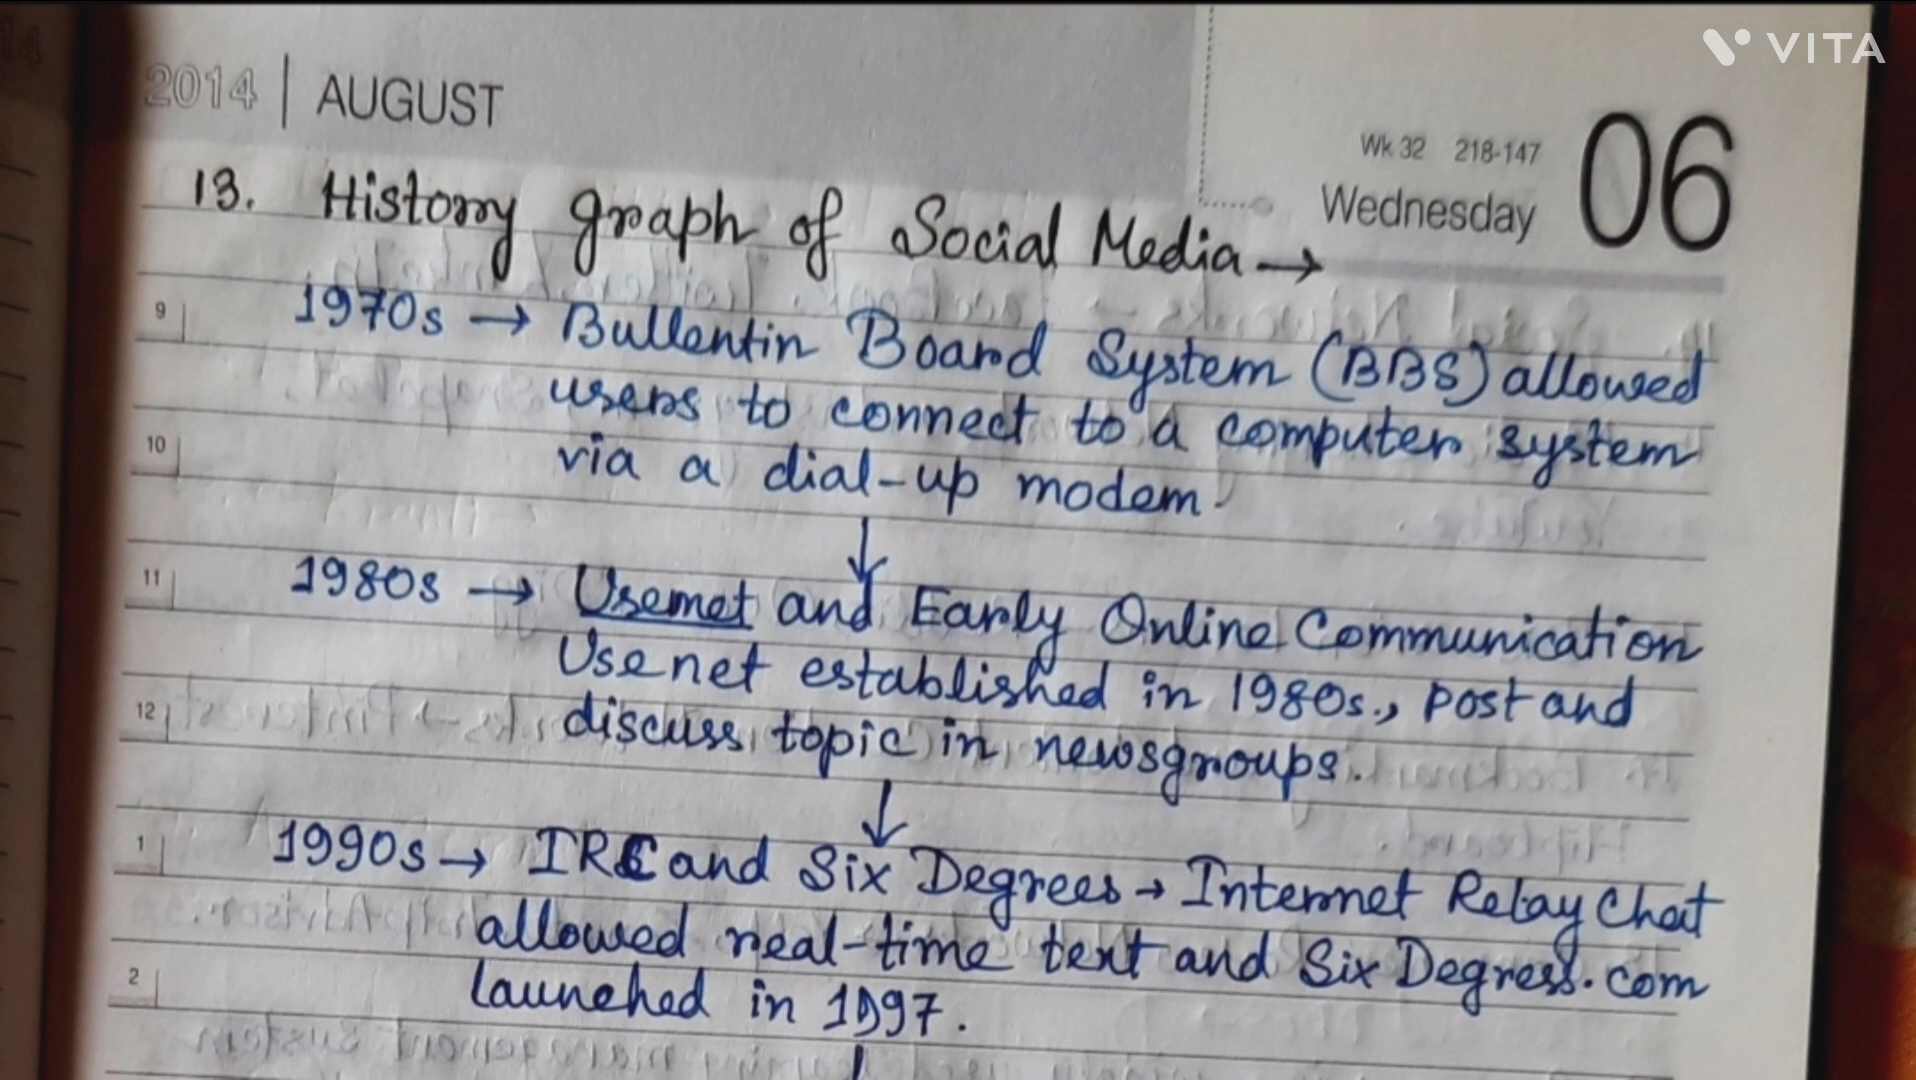 VITA
2014 | AUGUST
Wk 32 218-147
Wednesday
06
13. History graph of Social Media →
9
1970s → Bullentin Board System (BBS) allowed
users to connect to a computer system
10
via a dial-up modem.
↓
11
1980s → Usernet and Early Online Communication
Usenet established in 1980s., post and
12
discuss topic in newsgroups.
↓
1
1990s → IRC and Six Degrees → Internet Relay Chat
allowed real-time text and Six Degress.com
2
launched in 1997.